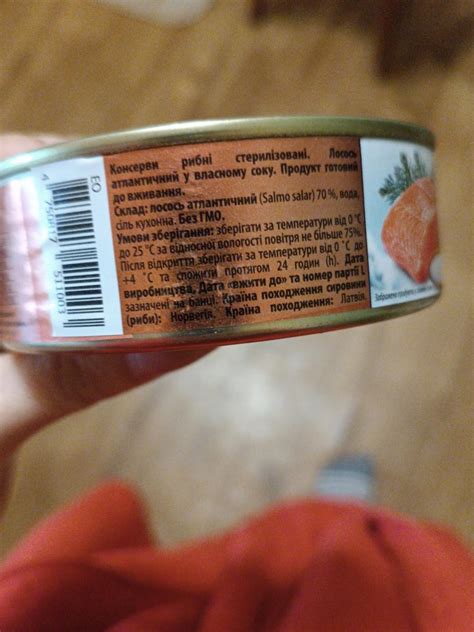 Консерви рибні стерилізовані. Лосось
атлантичний у власному соку. Продукт готовий
до вживання.
Склад: лосось атлантичний (Salmo salar) 70 %, вода,
сіль кухонна. Без ГМО.
Умови зберігання: зберігати за температури від 0 °С
до 25 °С за відносної вологості повітря не більше 75%.
Після відкриття зберігати за температури від 0 °С до
+4 °С та спожити протягом 24 годин (h). Дата
виробництва, Дата «вжити до» та номер партії L
зазначені на банці. Країна походження сировини
(риби): Норвегія. Країна походження: Латвія.
EO
4
511003